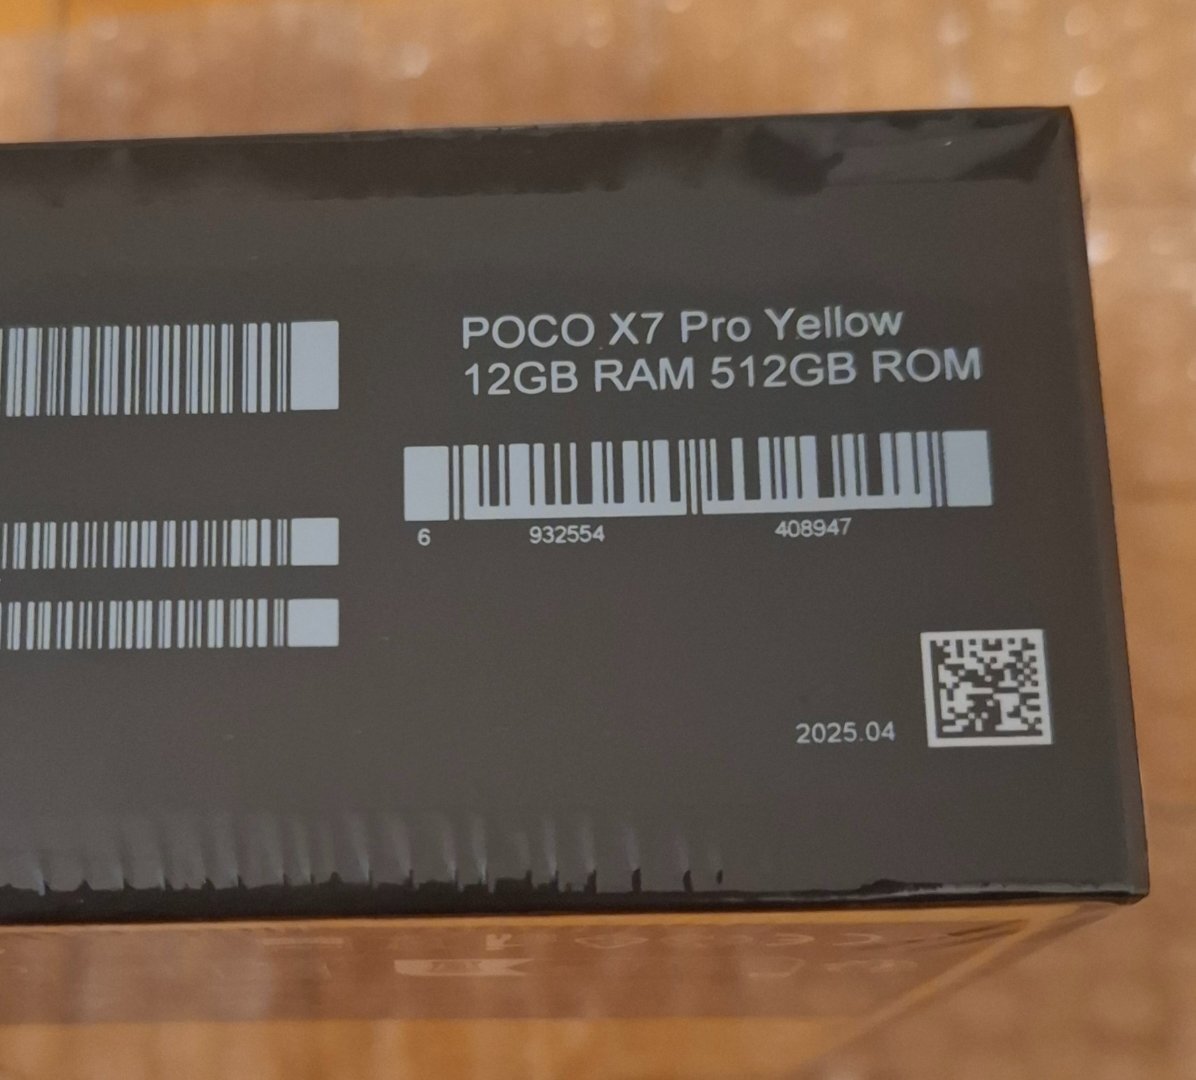 POCO X7 Pro Yellow
12GB RAM 512GB ROM
6 932554 408947
2025.04